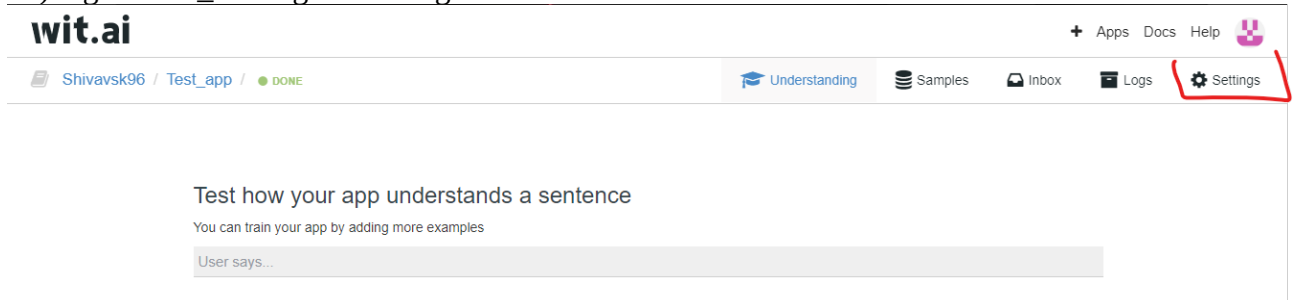 wit.ai
+ Apps Docs Help
Shivavsk96 / Test_app / DONE
Understanding Samples Inbox Logs Settings
Test how your app understands a sentence
You can train your app by adding more examples
User says...